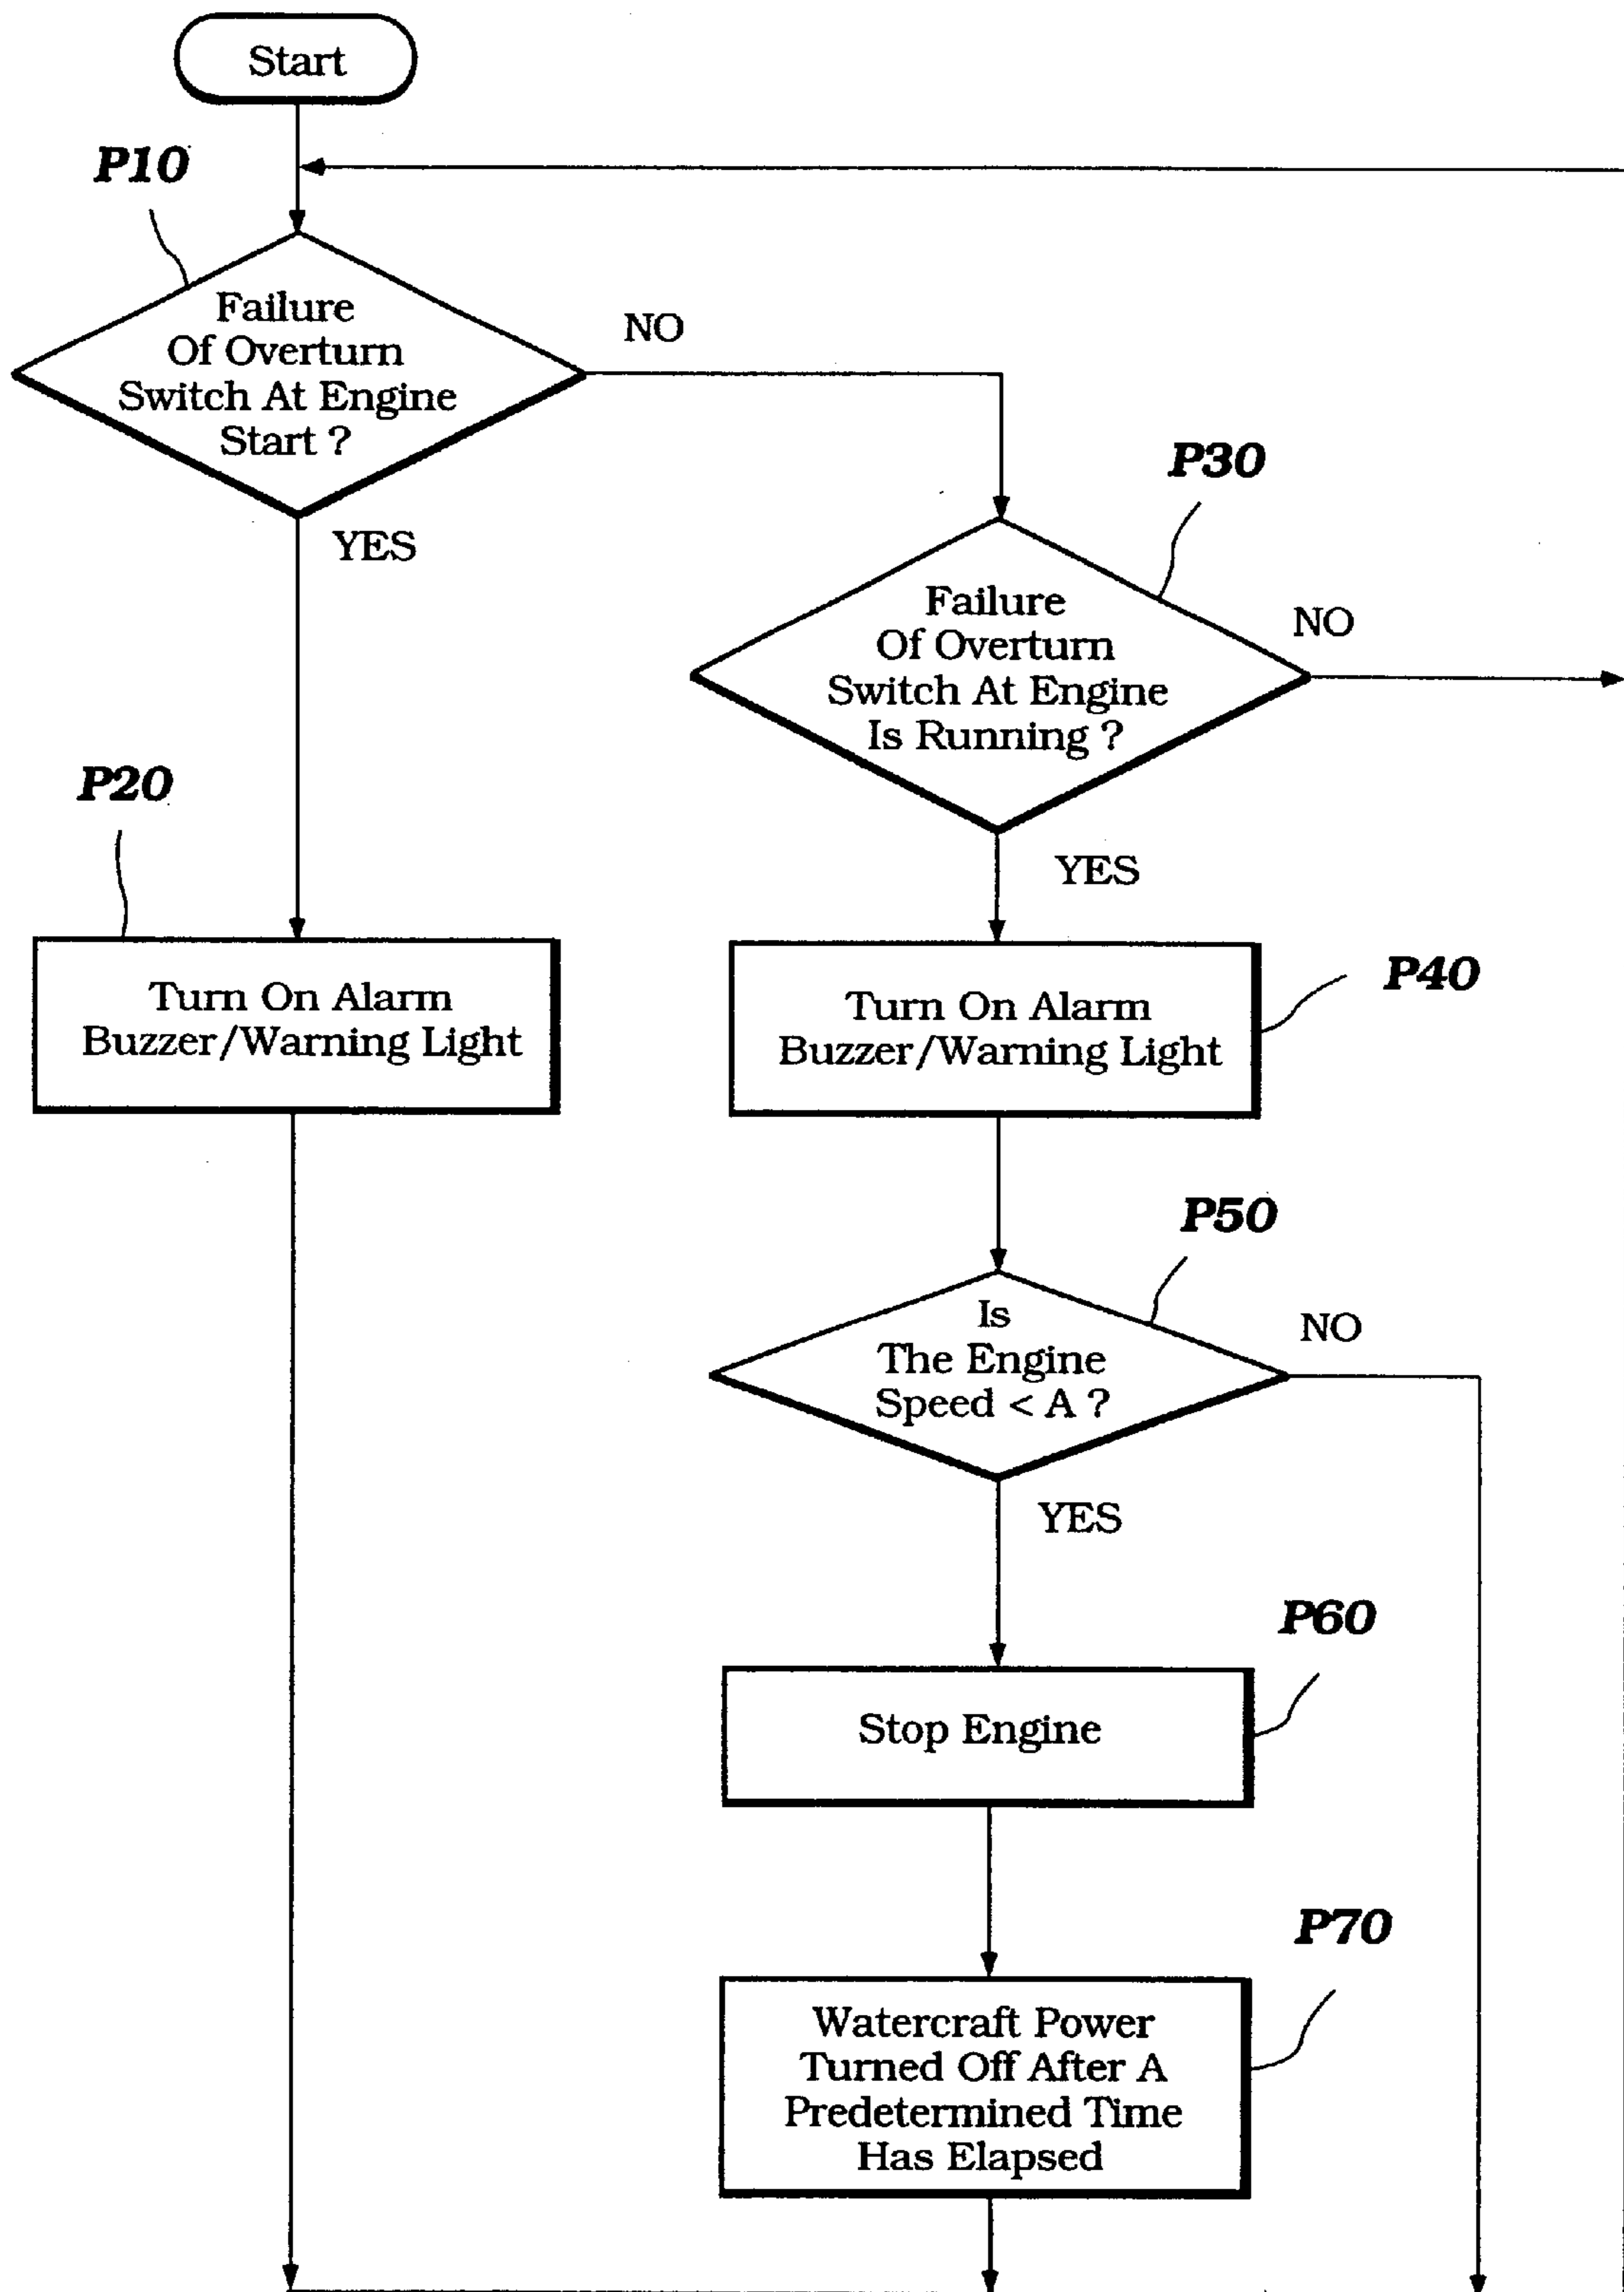 Start
P10
Failure
Of Overturn
Switch At Engine
Start ?
NO
YES
P30
Failure
Of Overturn
Switch At Engine
Is Running ?
NO
YES
P20
Turn On Alarm
Buzzer/Warning Light
P40
Turn On Alarm
Buzzer/Warning Light
P50
Is
The Engine
Speed < A ?
NO
YES
P60
Stop Engine
P70
Watercraft Power
Turned Off After A
Predetermined Time
Has Elapsed